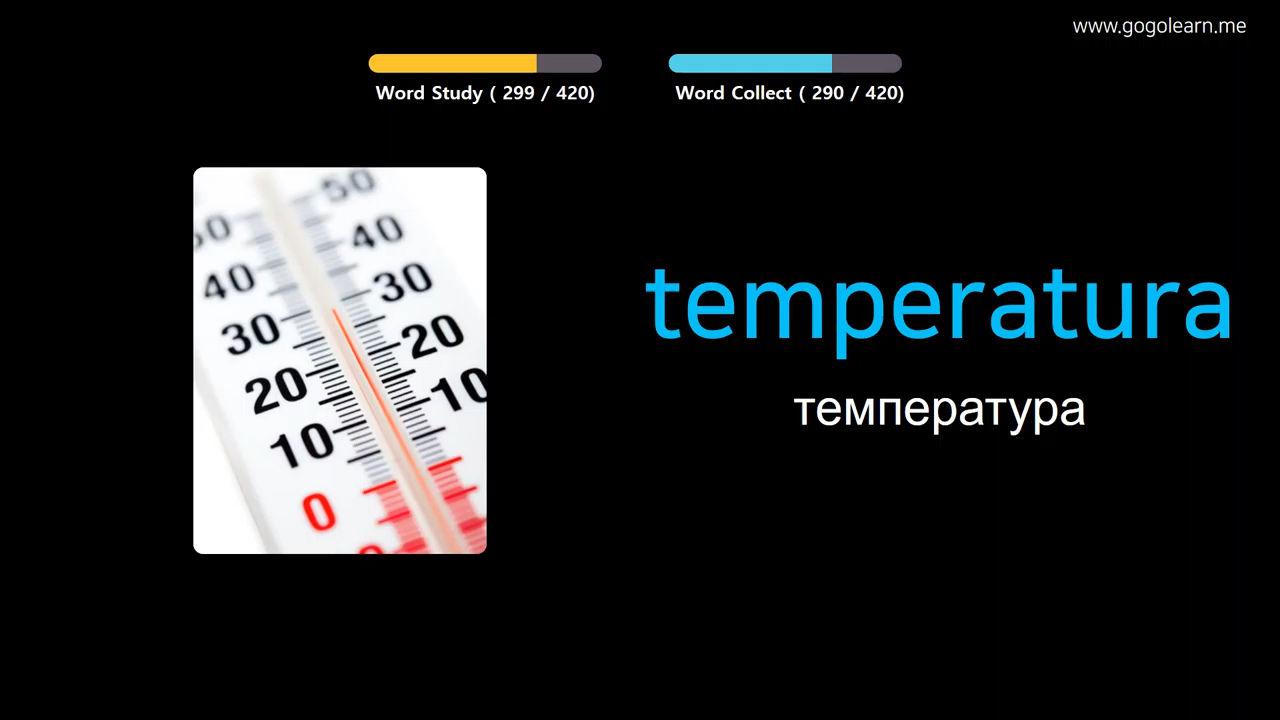 www.gogolearn.me
Word Study ( 299 / 420)
Word Collect ( 290 / 420)
50
40
30
20
10
40
30
20
10
0
temperatura
температура